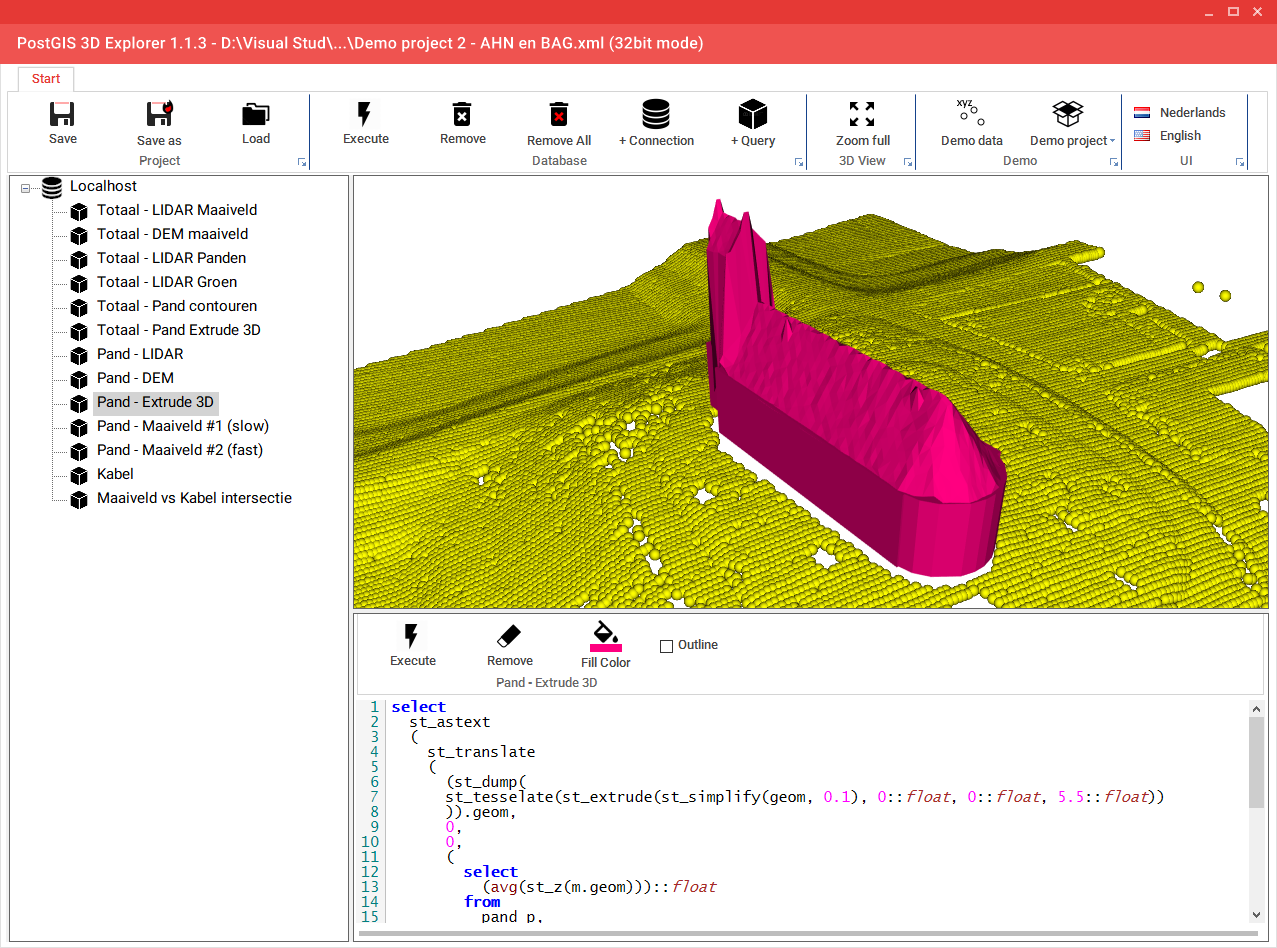 PostGIS 3D Explorer 1.1.3 - D:\Visual Stud\...\Demo project 2 - AHN en BAG.xml (32bit mode)
Start
Save Save as Load Execute Remove Remove All + Connection + Query Zoom full xyz Demo data Demo project Nederlands
English
Project Database 3D View Demo UI
Localhost
Totaal - LIDAR Maaiveld
Totaal - DEM maaiveld
Totaal - LIDAR Panden
Totaal - LIDAR Groen
Totaal - Pand contouren
Totaal - Pand Extrude 3D
Pand - LIDAR
Pand - DEM
Pand - Extrude 3D
Pand - Maaiveld #1 (slow)
Pand - Maaiveld #2 (fast)
Kabel
Maaiveld vs Kabel intersectie
Execute Remove Fill Color Outline
Pand - Extrude 3D
1 select
2 st_astext
3 (
4 st_translate
5 (
6 (st_dump(
7 st_tesselate(st_extrude(st_simplify(geom, 0.1), 0::float, 0::float, 5.5::float))
8 )).geom,
9 0,
10 0,
11 (
12 select
13 (avg(st_z(m.geom)))::float
14 from
15 pand p,